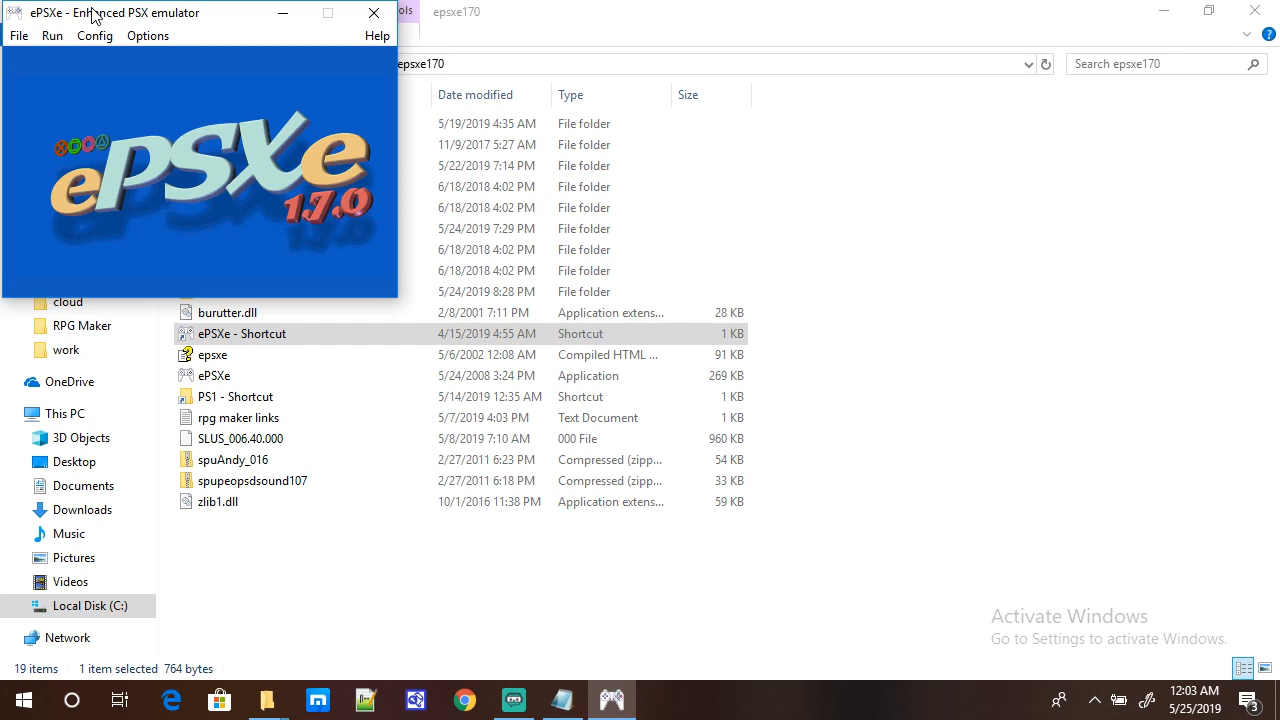 ePSXe - Enhanced PSX emulator
ols
epsxe170
File Run Config Options Help
epsxe170
Search epsxe170
ePSXe
1.7.0
Date modified Type Size
5/19/2019 4:35 AM File folder
11/9/2017 5:27 AM File folder
5/22/2019 7:14 PM File folder
6/18/2018 4:02 PM File folder
6/18/2018 4:02 PM File folder
5/24/2019 7:29 PM File folder
6/18/2018 4:02 PM File folder
6/18/2018 4:02 PM File folder
5/24/2019 8:28 PM File folder
burutter.dll 2/8/2001 7:11 PM Application extens... 28 KB
ePSXe - Shortcut 4/15/2019 4:55 AM Shortcut 1 KB
epsxe 5/6/2002 12:08 AM Compiled HTML ... 91 KB
ePSXe 5/24/2008 3:24 PM Application 269 KB
PS1 - Shortcut 5/14/2019 12:35 AM Shortcut 1 KB
rpg maker links 5/7/2019 4:03 PM Text Document 1 KB
SLUS_006.40.000 5/8/2019 7:10 AM 000 File 960 KB
spuAndy_016 2/27/2011 6:23 PM Compressed (zipp... 54 KB
spupeopsdsound107 2/27/2011 6:18 PM Compressed (zipp... 33 KB
zlib1.dll 10/1/2016 11:38 PM Application extens... 59 KB
cloud
RPG Maker
work
OneDrive
This PC
3D Objects
Desktop
Documents
Downloads
Music
Pictures
Videos
Local Disk (C:)
Network
Activate Windows
Go to Settings to activate Windows.
19 items 1 item selected 764 bytes
12:03 AM
5/25/2019
3